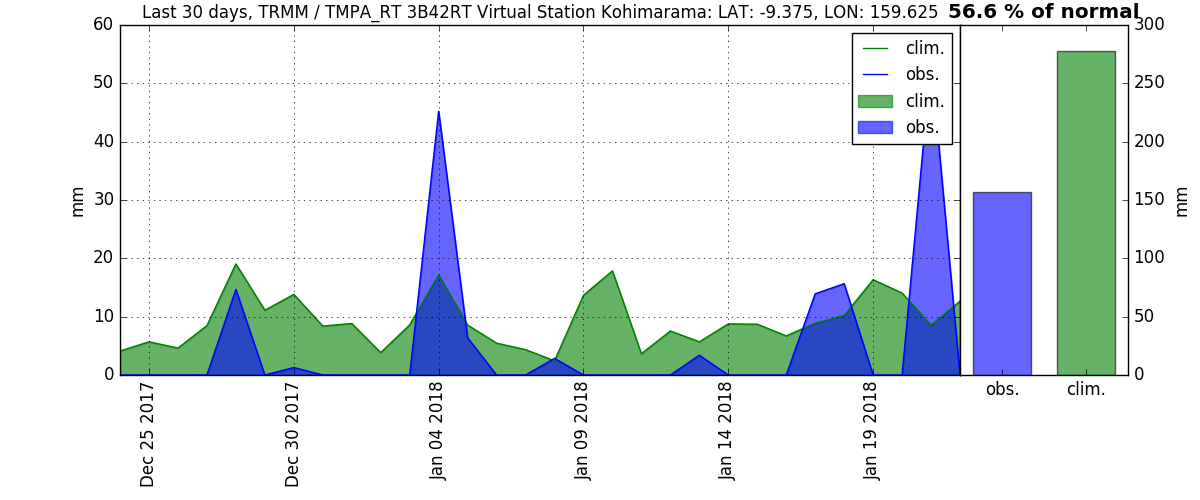 Last 30 days, TRMM / TMPA_RT 3B42RT Virtual Station Kohimarama: LAT: -9.375, LON: 159.625 56.6 % of normal
60
50
40
30
20
10
0
mm
clim.
obs.
clim.
obs.
Dec 25 2017
Dec 30 2017
Jan 04 2018
Jan 09 2018
Jan 14 2018
Jan 19 2018
300
250
200
150
100
50
0
mm
obs. clim.